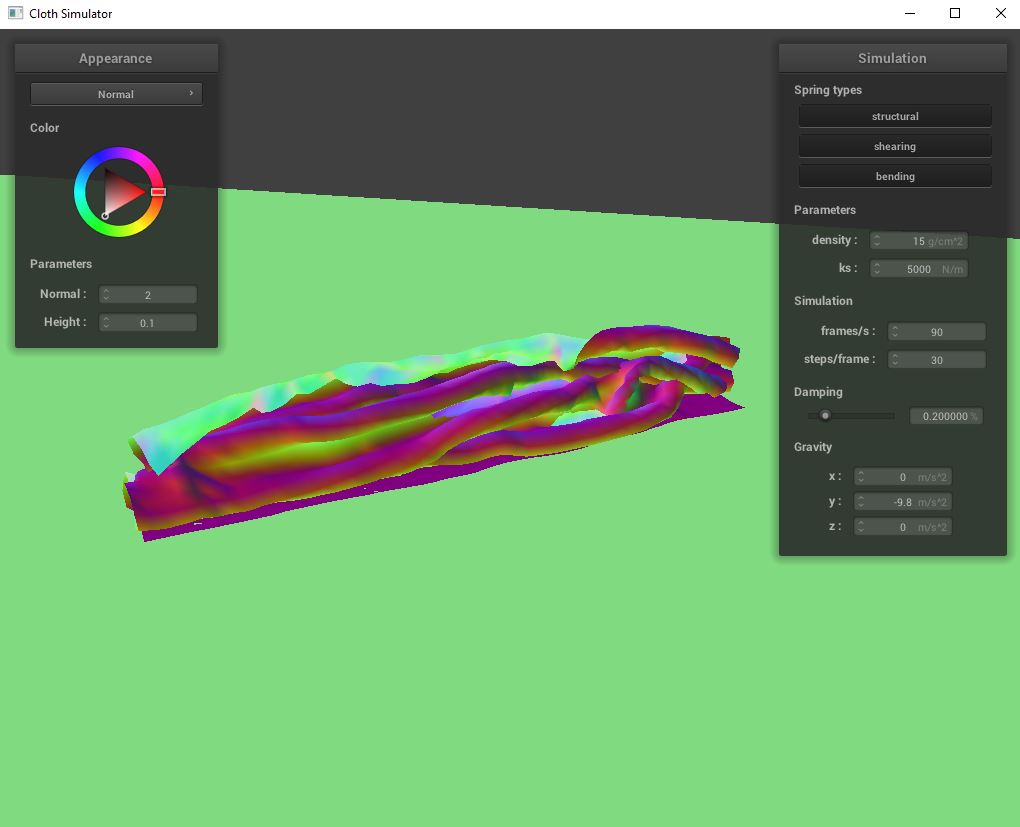 Cloth Simulator
Appearance
Normal
Color
Parameters
Normal : 2
Height : 0.1
Simulation
Spring types
structural
shearing
bending
Parameters
density : 15 g/cm^2
ks : 5000 N/m
Simulation
frames/s : 90
steps/frame : 30
Damping
0.200000 %
Gravity
x : 0 m/s^2
y : -9.8 m/s^2
z : 0 m/s^2